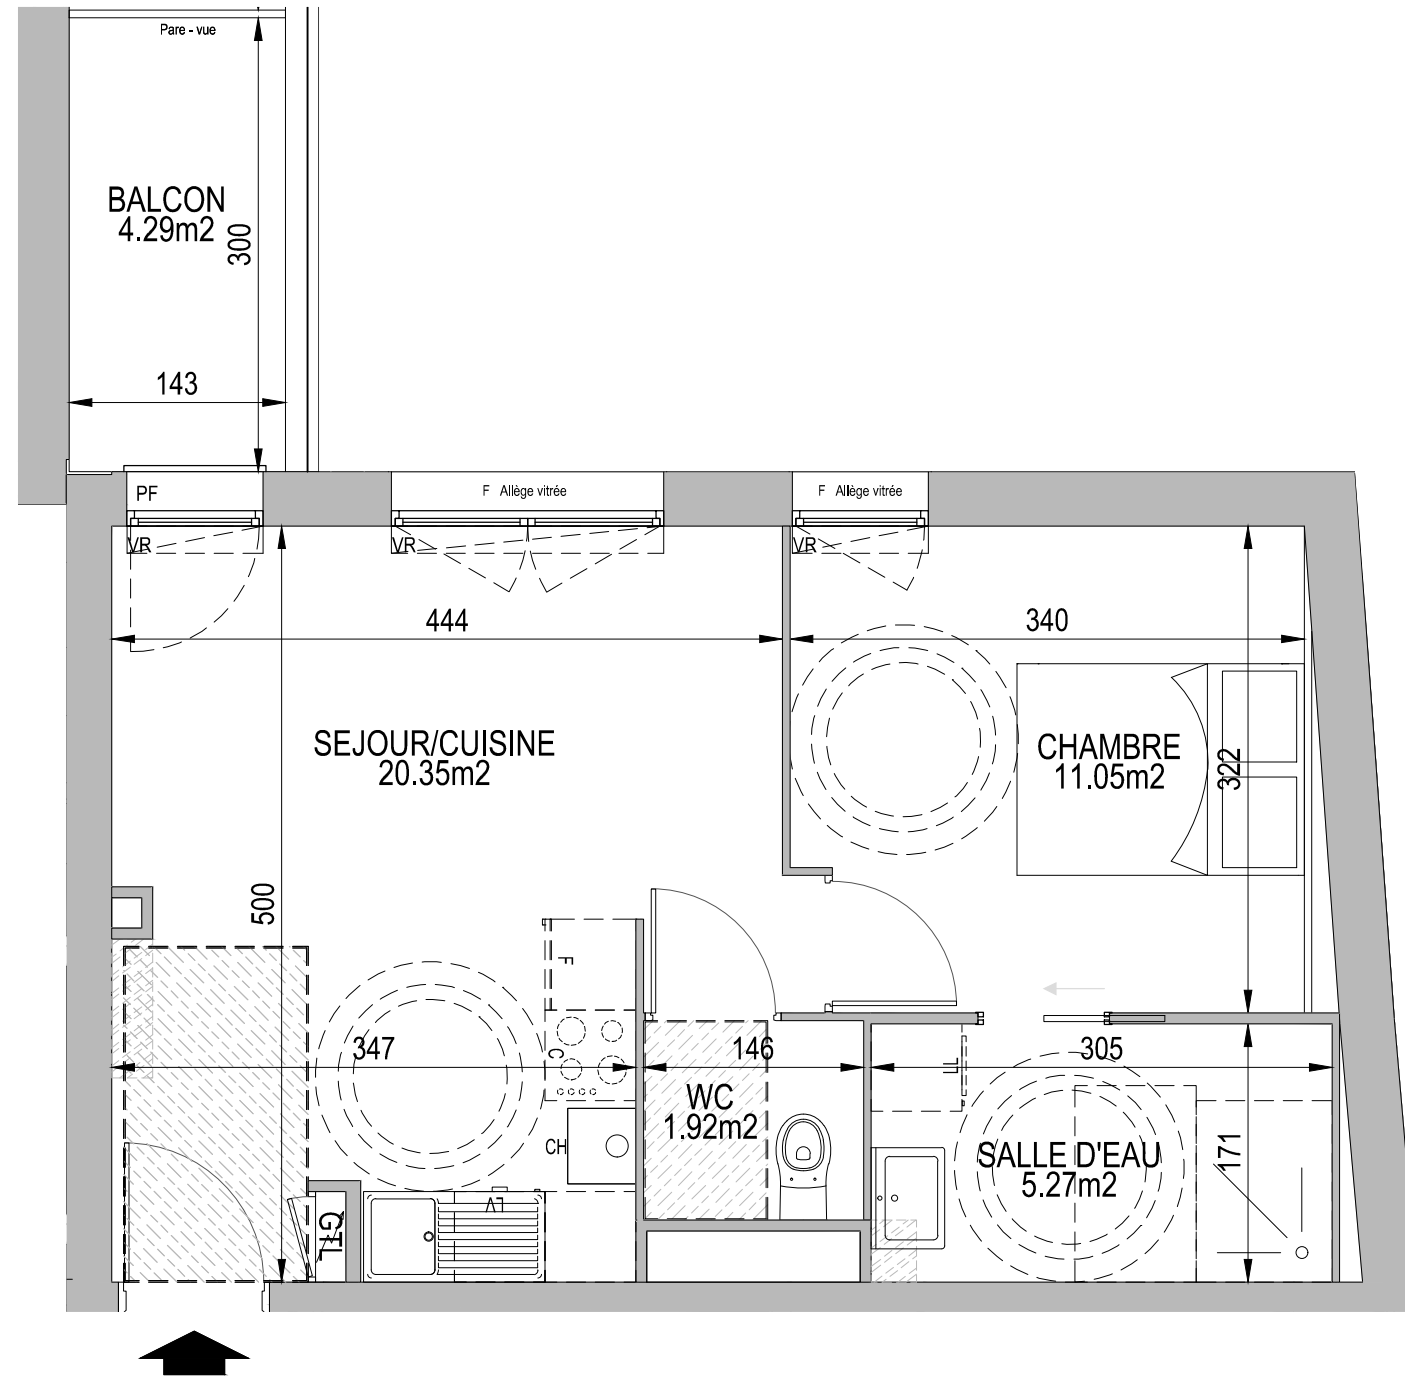 Pare - vue
BALCON
4.29m2
300
143
PF
F Allège vitrée
F Allège vitrée
VR
VR
VR
444
340
SEJOUR/CUISINE
20.35m2
CHAMBRE
11.05m2
322
500
F
347
C
146
TL
305
WC
1.92m2
CH
SALLE D'EAU
5.27m2
171
LV
GTL